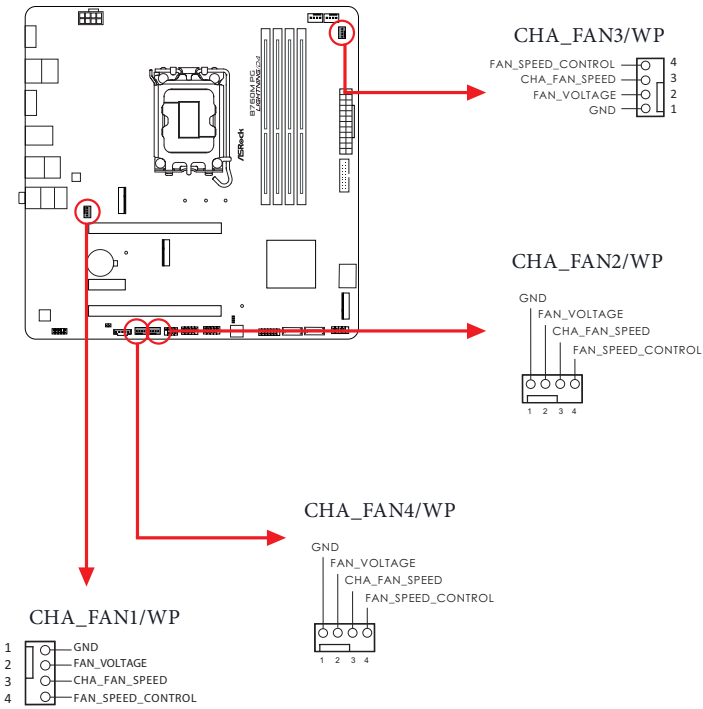 CHA_FAN3/WP
FAN_SPEED_CONTROL 4
CHA_FAN_SPEED 3
FAN_VOLTAGE 2
GND 1
B760M PG
LIGHTNING/D4
ASRock
CHA_FAN2/WP
GND
FAN_VOLTAGE
CHA_FAN_SPEED
FAN_SPEED_CONTROL
1 2 3 4
CHA_FAN4/WP
GND
FAN_VOLTAGE
CHA_FAN_SPEED
FAN_SPEED_CONTROL
1 2 3 4
CHA_FAN1/WP
1 GND
2 FAN_VOLTAGE
3 CHA_FAN_SPEED
4 FAN_SPEED_CONTROL